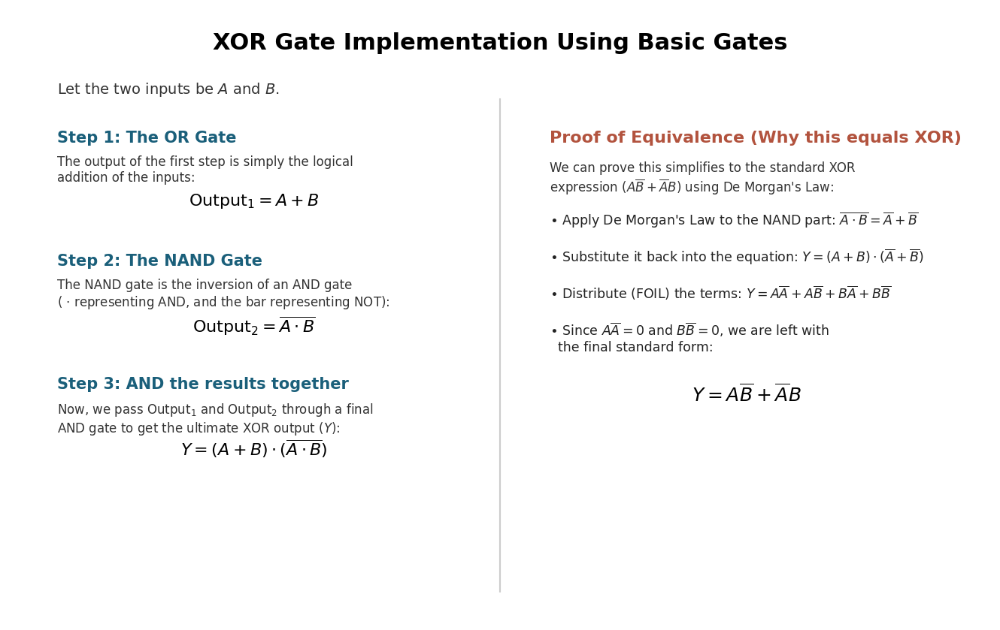 XOR Gate Implementation Using Basic Gates
Let the two inputs be A and B.
Step 1: The OR Gate
The output of the first step is simply the logical
addition of the inputs:
Output₁ = A + B
Step 2: The NAND Gate
The NAND gate is the inversion of an AND gate
( · representing AND, and the bar representing NOT):
Output₂ = \overline{A · B}
Step 3: AND the results together
Now, we pass Output₁ and Output₂ through a final
AND gate to get the ultimate XOR output (Y):
Y = (A + B) · (\overline{A · B})
Proof of Equivalence (Why this equals XOR)
We can prove this simplifies to the standard XOR
expression (A\overline{B} + \overline{A}B) using De Morgan's Law:
• Apply De Morgan's Law to the NAND part: \overline{A · B} = \overline{A} + \overline{B}
• Substitute it back into the equation: Y = (A + B) · (\overline{A} + \overline{B})
• Distribute (FOIL) the terms: Y = A\overline{A} + A\overline{B} + B\overline{A} + B\overline{B}
• Since A\overline{A} = 0 and B\overline{B} = 0, we are left with
the final standard form:
Y = A\overline{B} + \overline{A}B